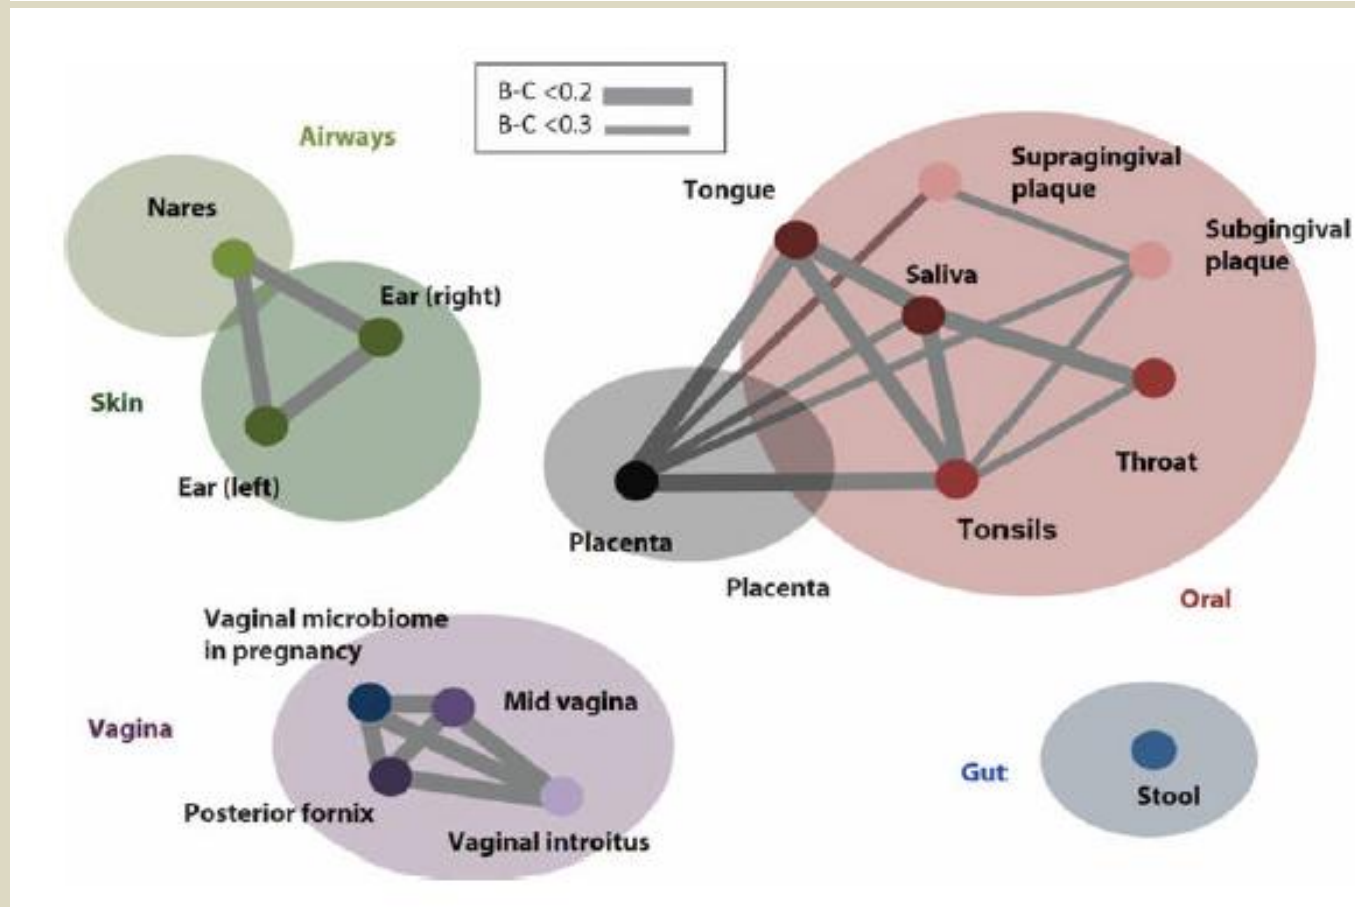 B-C <0.2
B-C <0.3
Airways
Nares
Ear (right)
Skin
Ear (left)
Tongue
Supragingival
plaque
Subgingival
plaque
Saliva
Throat
Tonsils
Placenta
Placenta
Oral
Vaginal microbiome
in pregnancy
Mid vagina
Vagina
Posterior fornix
Vaginal introitus
Gut
Stool